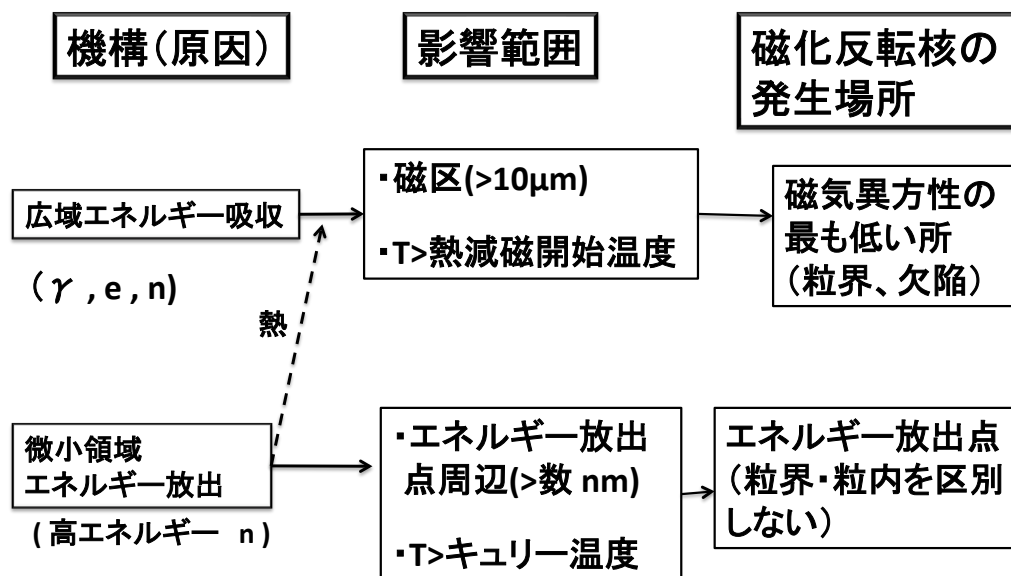 機構(原因)
影響範囲
磁化反転核の
発生場所
広域エネルギー吸収
(γ , e , n)
・磁区(>10μm)
・T>熱減磁開始温度
磁気異方性の
最も低い所
(粒界、欠陥)
熱
微小領域
エネルギー放出
(高エネルギー n)
・エネルギー放出
点周辺(>数 nm)
・T>キュリー温度
エネルギー放出点
(粒界・粒内を区別
しない)